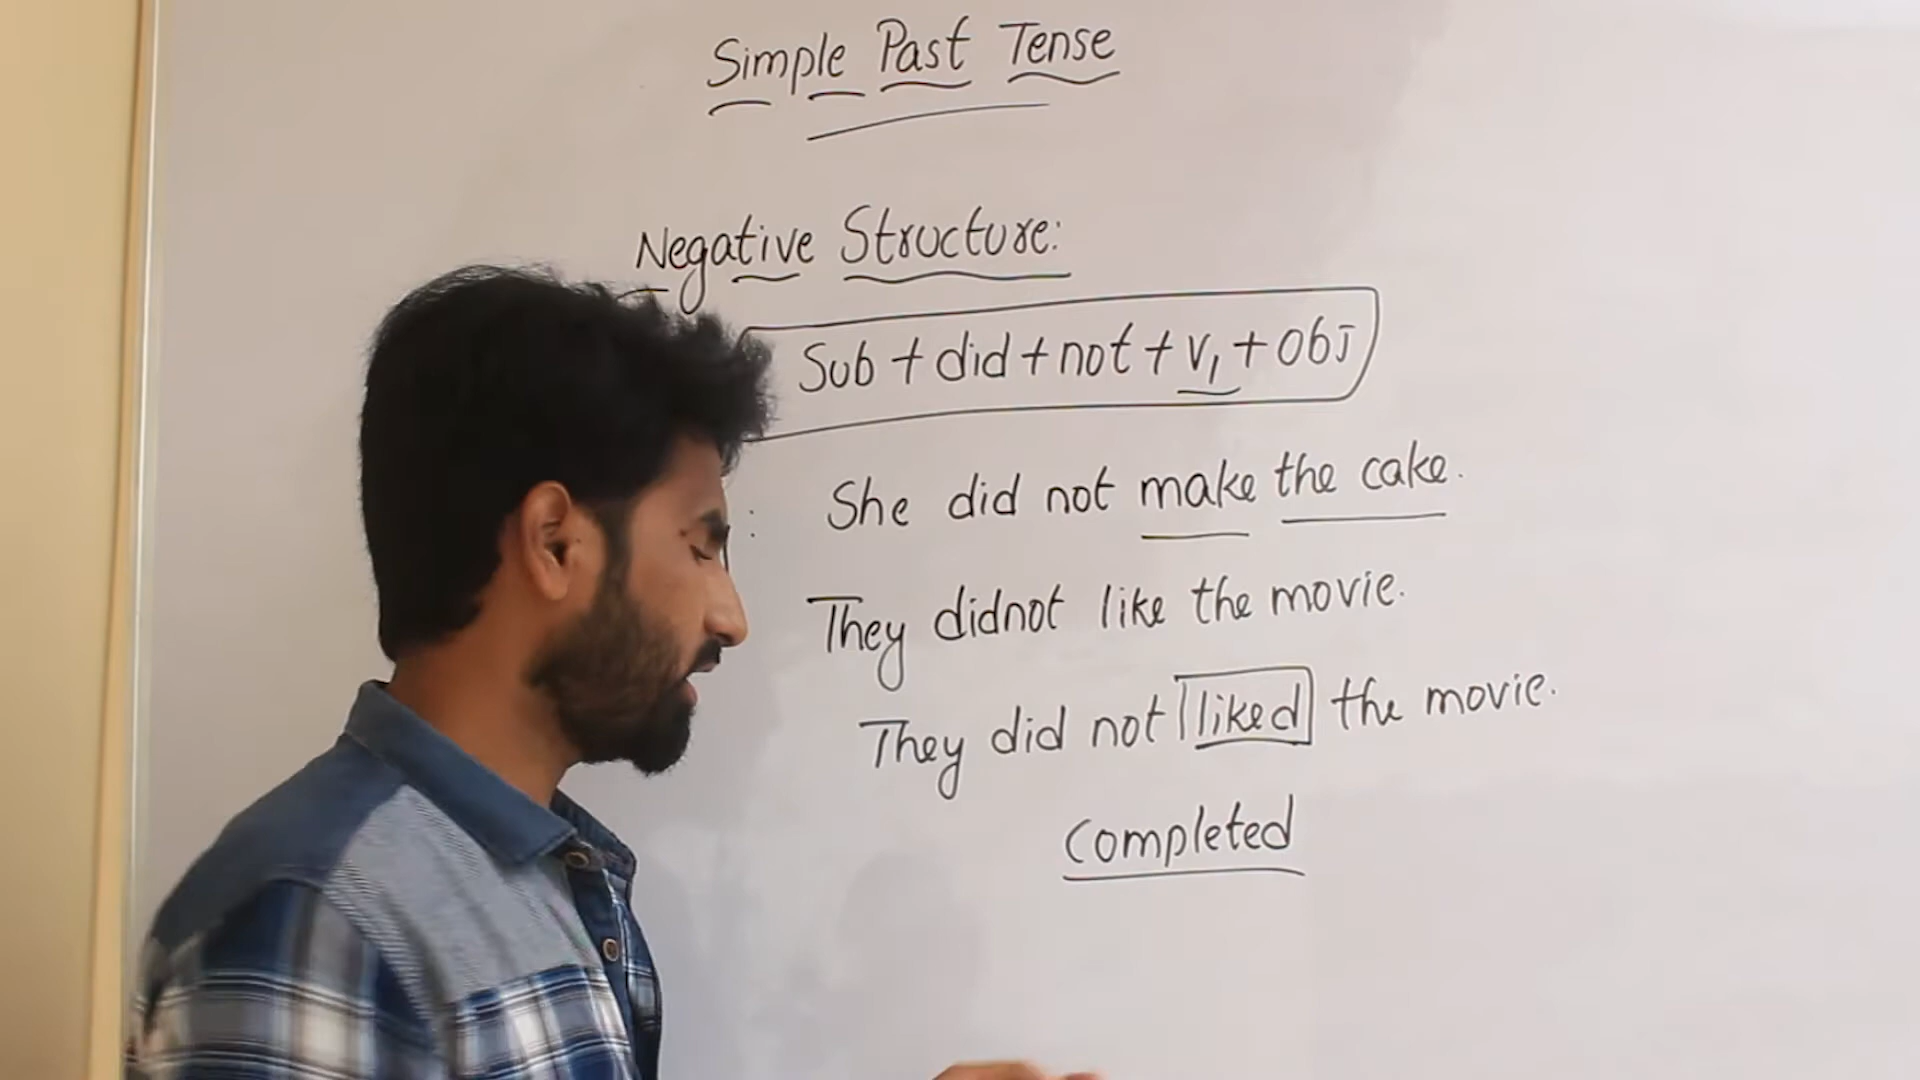 Simple Past Tense
Negative Structure:
Sub + did + not + V1 + obj
: She did not make the cake.
They didnot like the movie.
They did not liked the movie.
completed